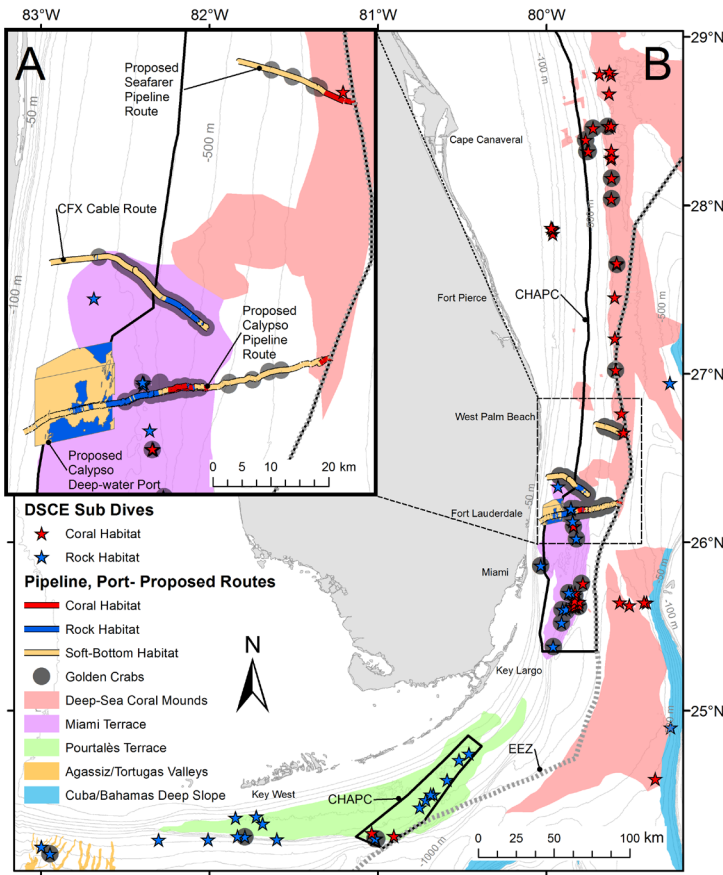 83°W
82°W
81°W
80°W
A
B
29°N
28°N
27°N
26°N
25°N
Proposed
Seafarer
Pipeline
Route
-50 m
-500 m
-100 m
CFX Cable Route
Proposed
Calypso
Pipeline
Route
Proposed
Calypso
Deep-water Port
0 10 20 km
-100 m
Cape Canaveral
-500 m
Fort Pierce
CHAPC
-500 m
West Palm Beach
-50 m
Fort Lauderdale
Miami
-100 m
Key Largo
EEZ
CHAPC
Key West
-1000 m
0 25 50 100 km
N
DSCE Sub Dives
Coral Habitat
Rock Habitat
Pipeline, Port- Proposed Routes
Coral Habitat
Rock Habitat
Soft-Bottom Habitat
Golden Crabs
Deep-Sea Coral Mounds
Miami Terrace
Pourtalès Terrace
Agassiz/Tortugas Valleys
Cuba/Bahamas Deep Slope